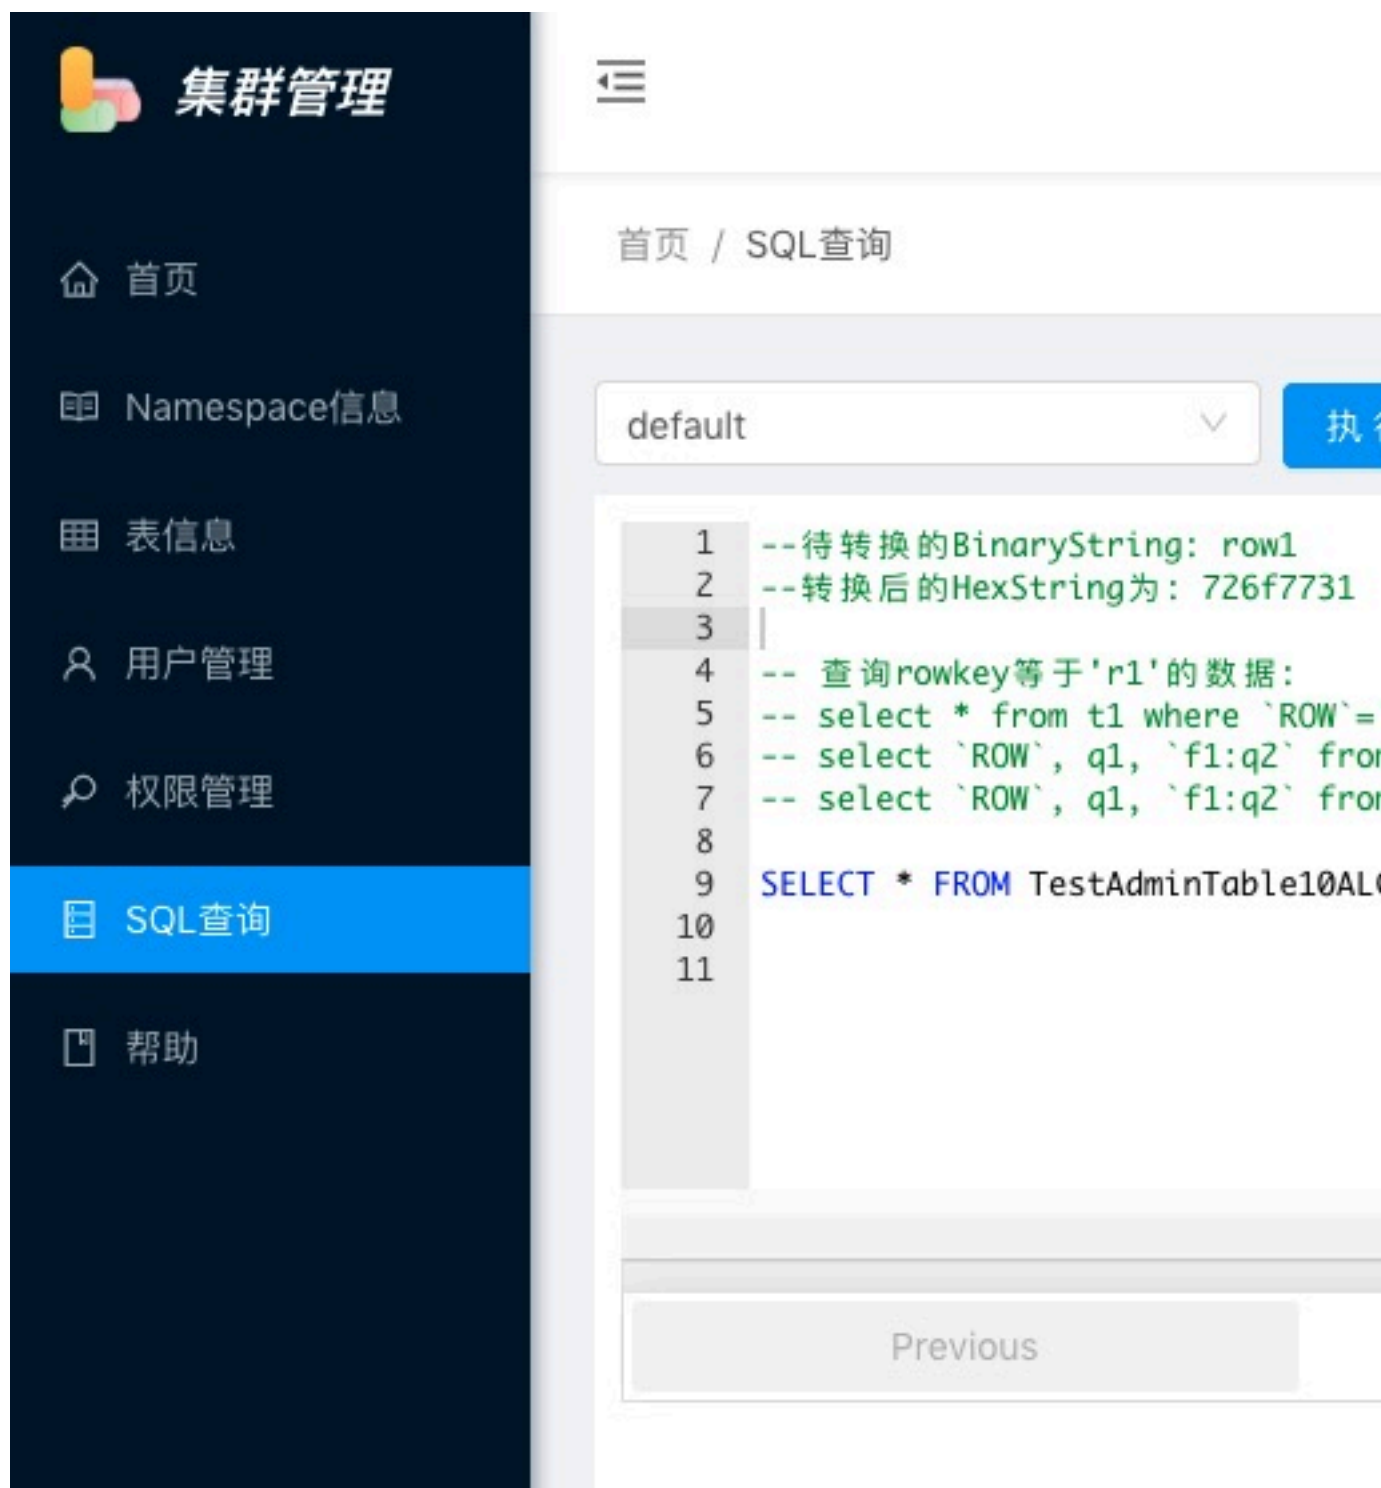 集群管理
首页
Namespace信息
表信息
用户管理
权限管理
SQL查询
帮助
首页 / SQL查询
default
执
1 --待转换的BinaryString: row1
2 --转换后的HexString为: 726f7731
3
4 -- 查询rowkey等于'r1'的数据:
5 -- select * from t1 where `ROW`=
6 -- select `ROW`, q1, `f1:q2`
7 -- select `ROW`, q1, `f1:q2`
8
9 SELECT * FROM
10
11
Previous